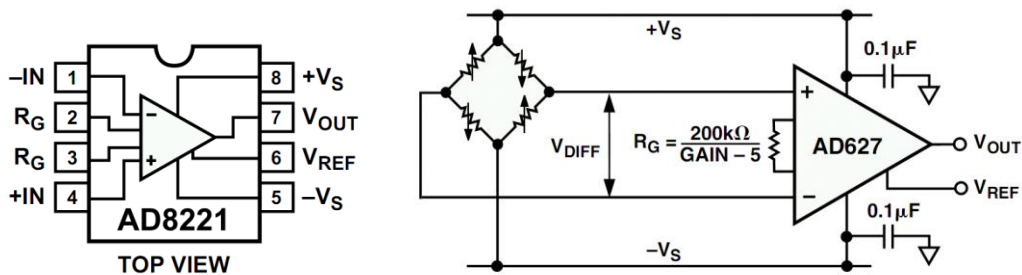 –IN 1 8 +VS
RG 2 7 VOUT
RG 3 6 VREF
+IN 4 5 –VS
– +
AD8221
TOP VIEW
+VS
0.1µF
+
VDIFF
RG = 200kΩ / GAIN – 5
AD627
VOUT
VREF
–
0.1µF
–VS